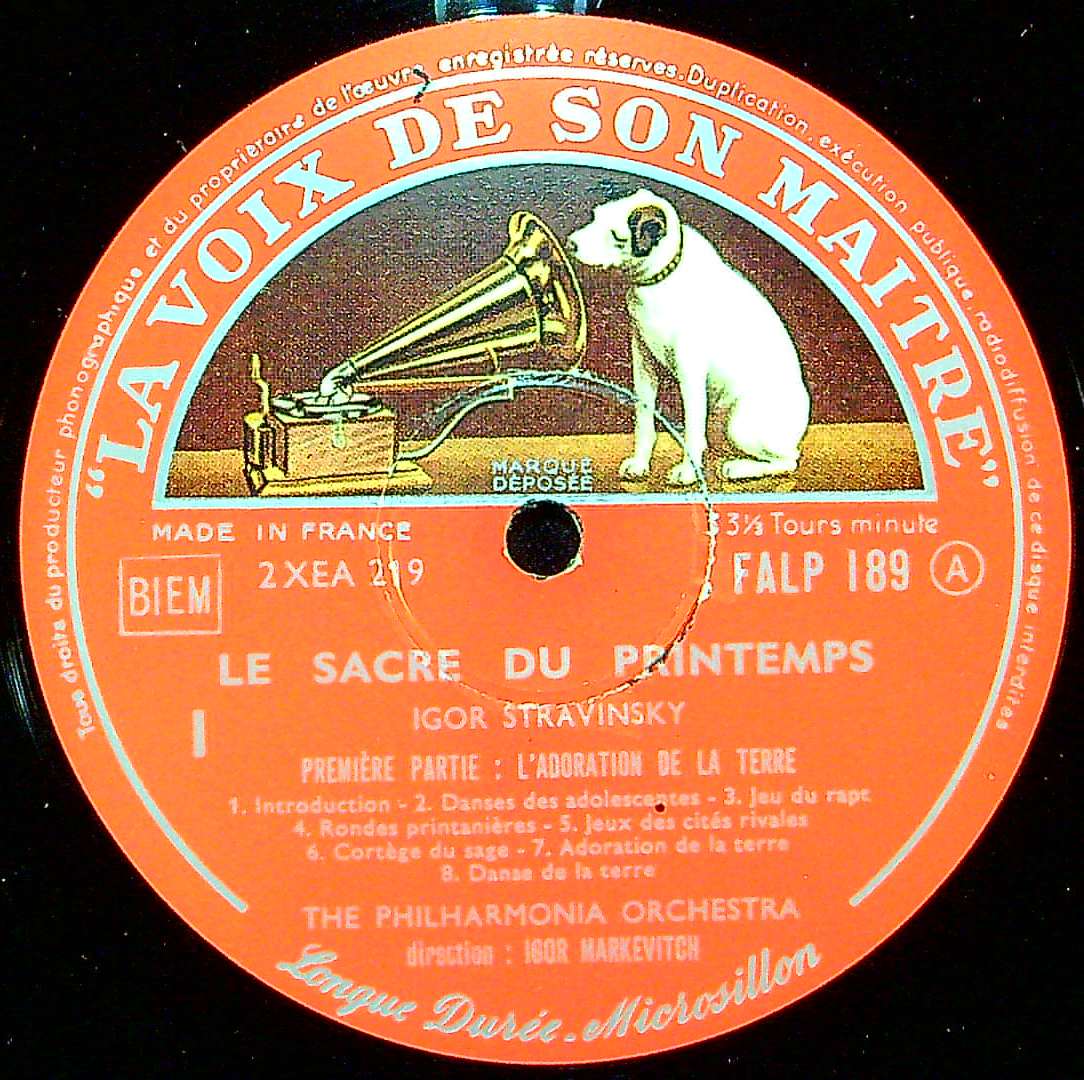 Tous droits du producteur phonographique et du propriétaire de l'œuvre enregistrée réservés. Duplication, exécution publique, radiodiffusion de ce disque interdites
"LA VOIX DE SON MAITRE"
MARQUE
DÉPOSÉE
MADE IN FRANCE
33⅓ Tours minute
BIEM
2XEA 219
FALP 189 A
LE SACRE DU PRINTEMPS
I
IGOR STRAVINSKY
PREMIÈRE PARTIE : L'ADORATION DE LA TERRE
1. Introduction - 2. Danses des adolescentes - 3. Jeu du rapt
4. Rondes printanières - 5. Jeux des cités rivales
6. Cortège du sage - 7. Adoration de la terre
8. Danse de la terre
THE PHILHARMONIA ORCHESTRA
direction : IGOR MARKEVITCH
Longue Durée-Microsillon